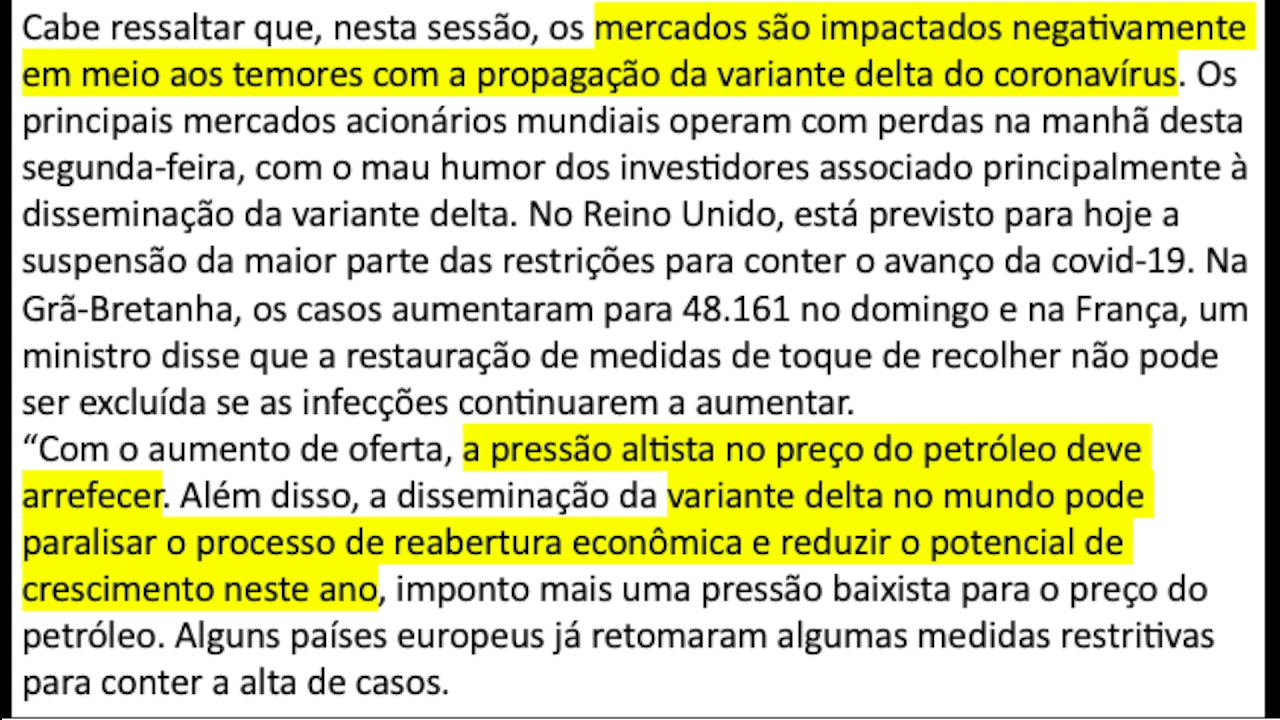 Cabe ressaltar que, nesta sessão, os mercados são impactados negativamente
em meio aos temores com a propagação da variante delta do coronavírus. Os
principais mercados acionários mundiais operam com perdas na manhã desta
segunda-feira, com o mau humor dos investidores associado principalmente à
disseminação da variante delta. No Reino Unido, está previsto para hoje a
suspensão da maior parte das restrições para conter o avanço da covid-19. Na
Grã-Bretanha, os casos aumentaram para 48.161 no domingo e na França, um
ministro disse que a restauração de medidas de toque de recolher não pode
ser excluída se as infecções continuarem a aumentar.
“Com o aumento de oferta, a pressão altista no preço do petróleo deve
arrefecer. Além disso, a disseminação da variante delta no mundo pode
paralisar o processo de reabertura econômica e reduzir o potencial de
crescimento neste ano, imponto mais uma pressão baixista para o preço do
petróleo. Alguns países europeus já retomaram algumas medidas restritivas
para conter a alta de casos.